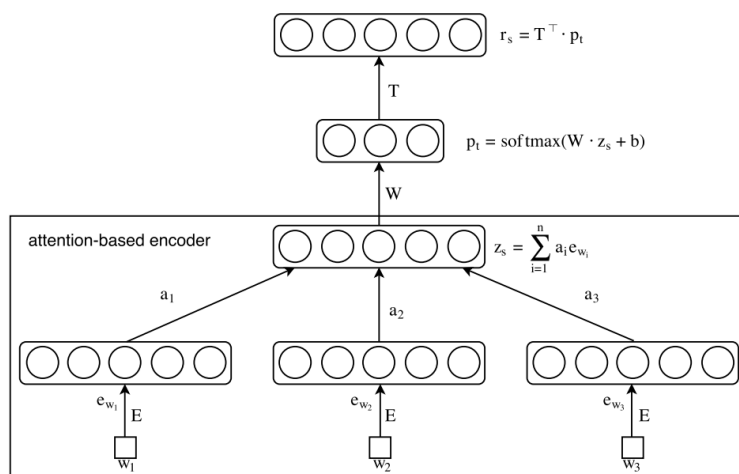 r_s = T^⊤ · p_t
T
p_t = softmax(W · z_s + b)
W
attention-based encoder
z_s = ∑_{i=1}^{n} a_i e_{w_i}
a_1
a_2
a_3
e_{w_1} E
e_{w_2} E
e_{w_3} E
w_1 w_2 w_3